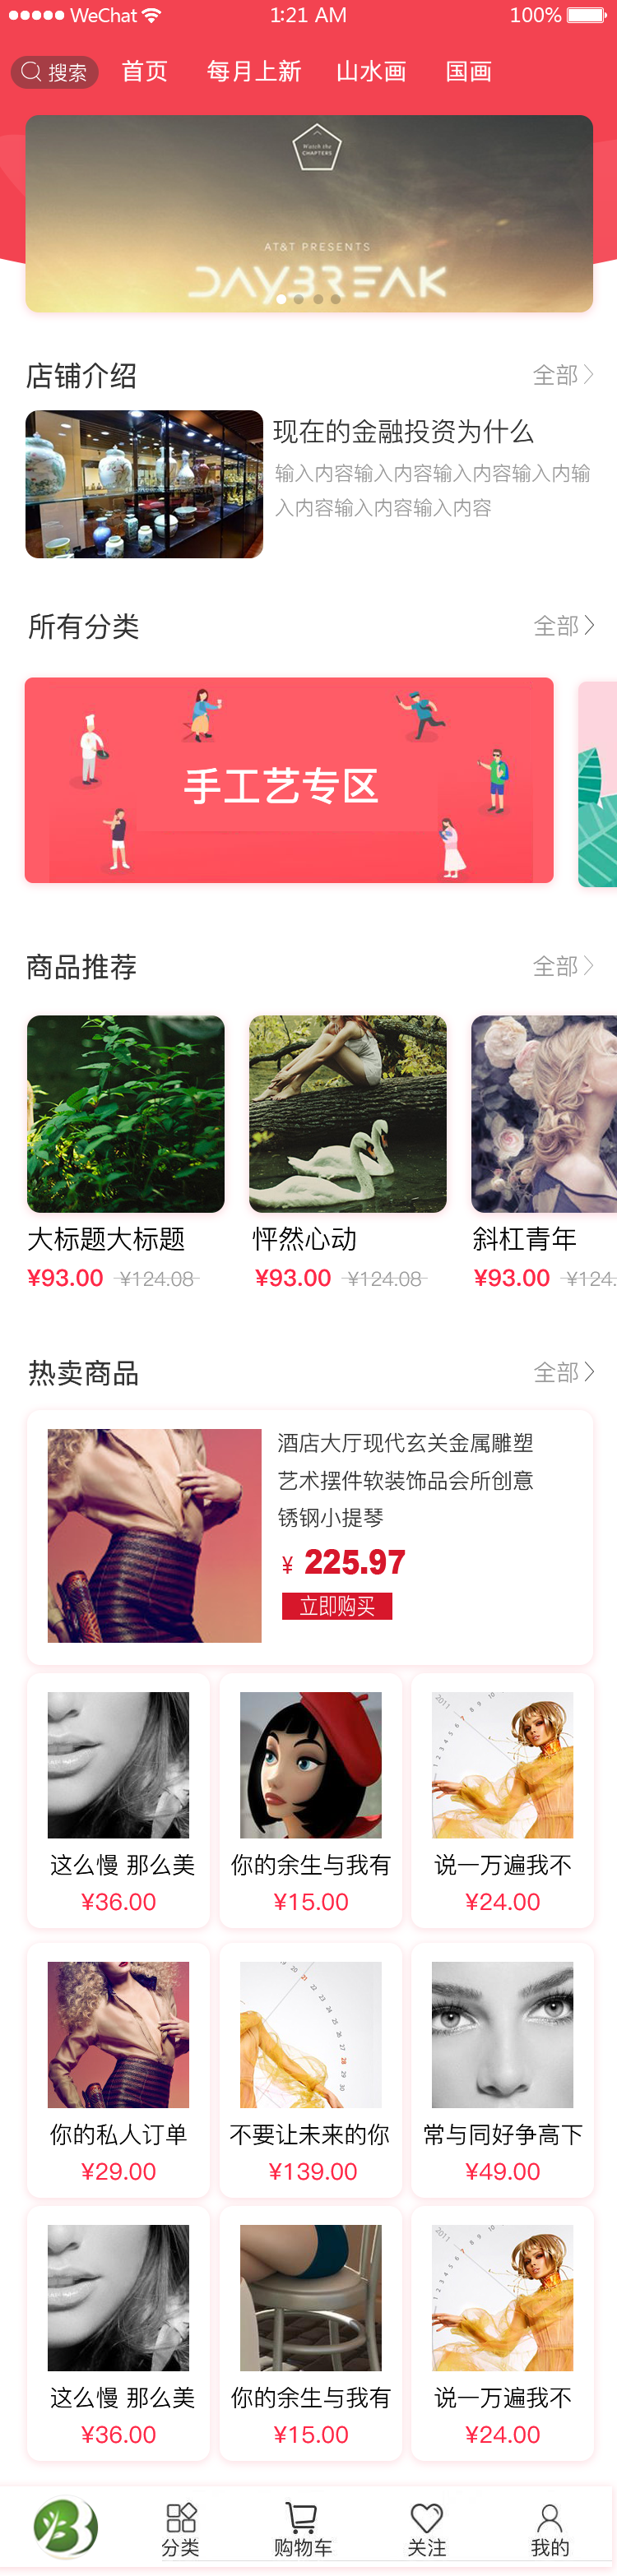 WeChat 1:21 AM 100%
搜索 首页 每月上新 山水画 国画
Watch the
CHAPTERS
AT&T PRESENTS
DAYBREAK
店铺介绍 全部
现在的金融投资为什么
输入内容输入内容输入内容输入内输
入内容输入内容输入内容
所有分类 全部
手工艺专区
商品推荐 全部
大标题大标题 怦然心动 斜杠青年
¥93.00 ¥124.08 ¥93.00 ¥124.08 ¥93.00 ¥124.
热卖商品 全部
酒店大厅现代玄关金属雕塑
艺术摆件软装饰品会所创意
锈钢小提琴
¥ 225.97
立即购买
这么慢 那么美 你的余生与我有 说一万遍我不
¥36.00 ¥15.00 ¥24.00
你的私人订单 不要让未来的你 常与同好争高下
¥29.00 ¥139.00 ¥49.00
这么慢 那么美 你的余生与我有 说一万遍我不
¥36.00 ¥15.00 ¥24.00
分类 购物车 关注 我的